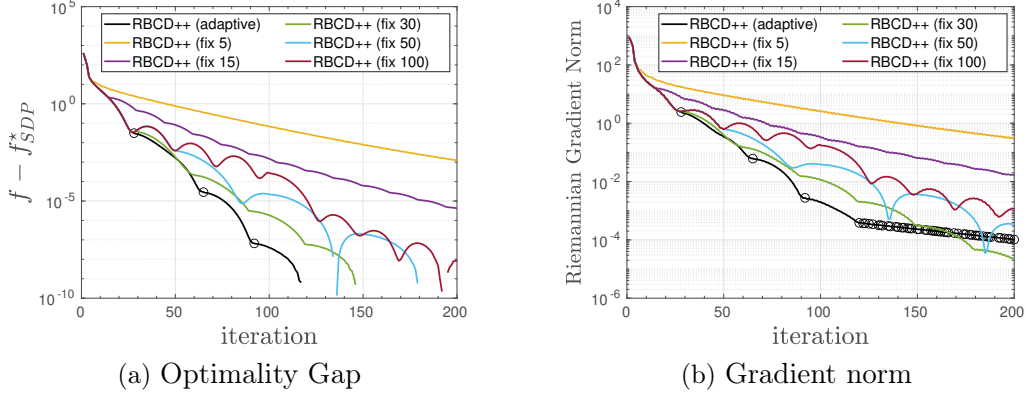 RBCD++ (adaptive)
RBCD++ (fix 5)
RBCD++ (fix 15)
RBCD++ (fix 30)
RBCD++ (fix 50)
RBCD++ (fix 100)
10^5
10^0
10^-5
10^-10
f − f*_SDP
0 50 100 150 200
iteration
(a) Optimality Gap
RBCD++ (adaptive)
RBCD++ (fix 5)
RBCD++ (fix 15)
RBCD++ (fix 30)
RBCD++ (fix 50)
RBCD++ (fix 100)
10^4
10^2
10^0
10^-2
10^-4
10^-6
Riemannian Gradient Norm
0 50 100 150 200
iteration
(b) Gradient norm